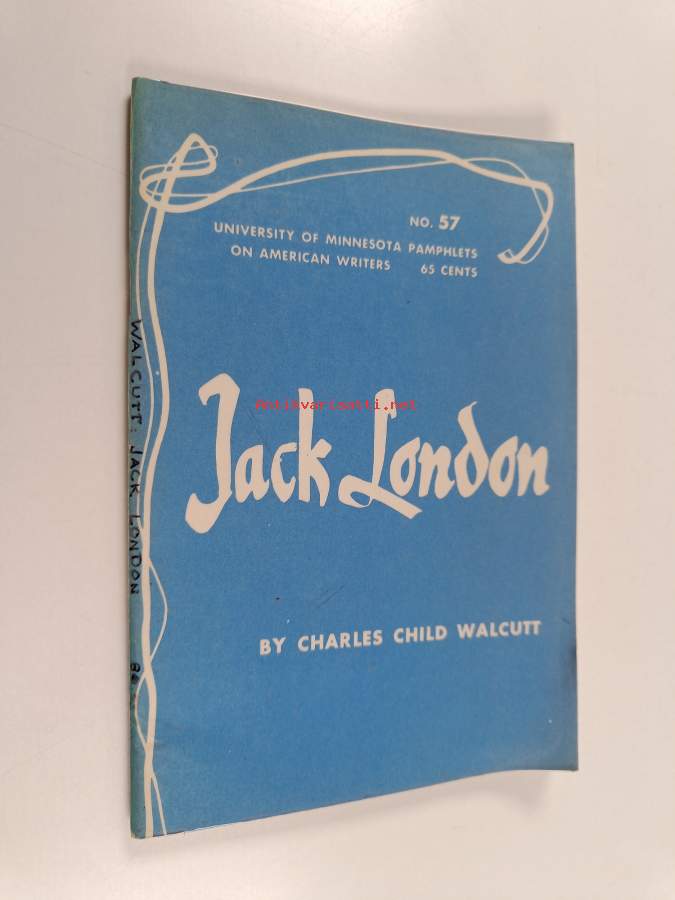 NO. 57
UNIVERSITY OF MINNESOTA PAMPHLETS
ON AMERICAN WRITERS 65 CENTS
Jack London
Antikvariaatti.net
BY CHARLES CHILD WALCUTT
WALCUTT: JACK LONDON